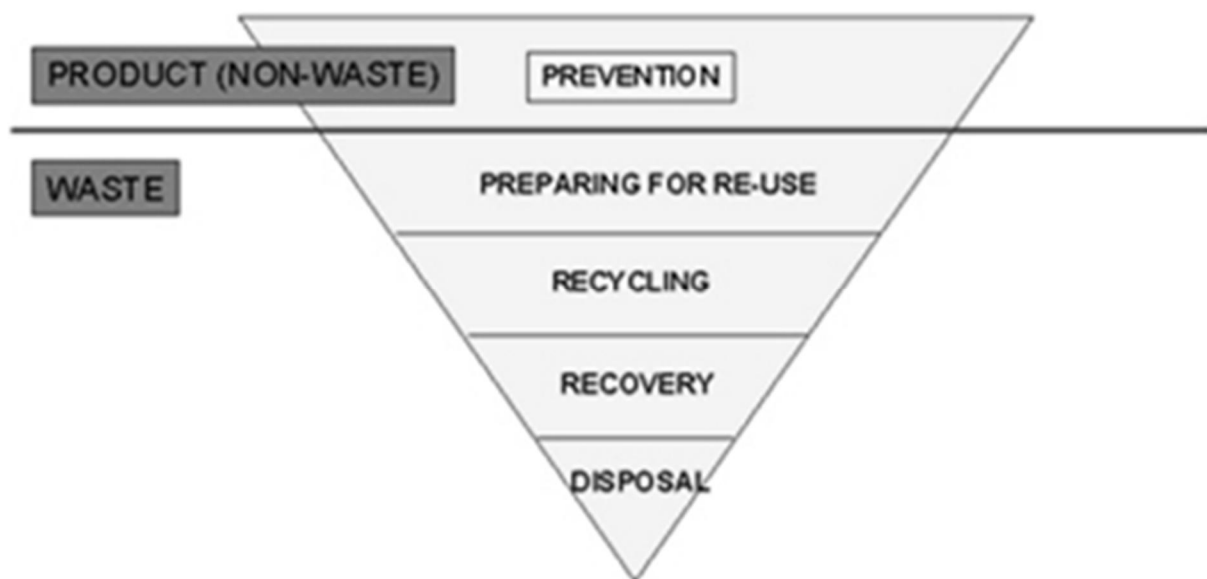 PRODUCT (NON-WASTE)
PREVENTION
WASTE
PREPARING FOR RE-USE
RECYCLING
RECOVERY
DISPOSAL